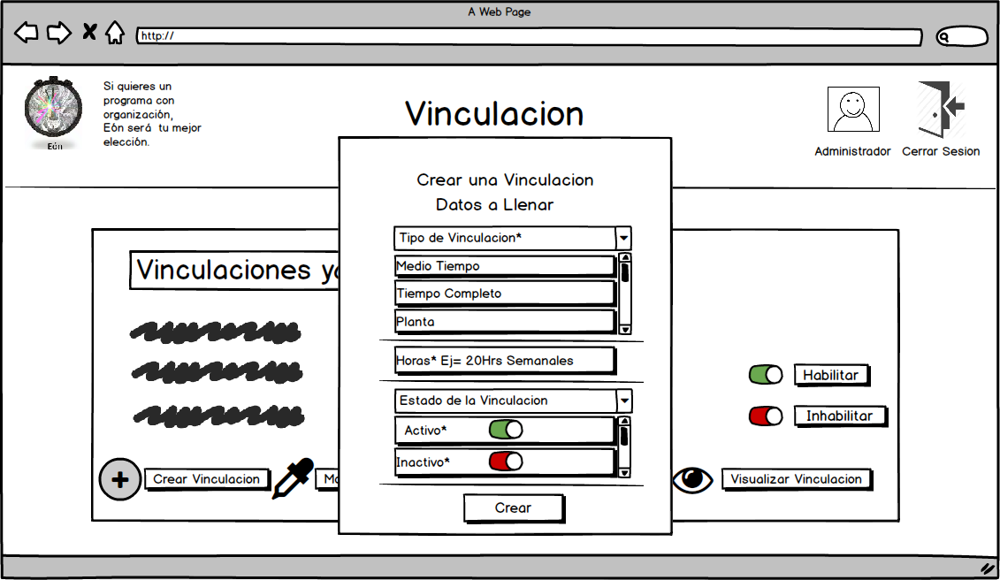 A Web Page
http://
Si quieres un
programa con
organización,
Eón será tu mejor
elección.
Eón
Vinculacion
Administrador
Cerrar Sesion
Crear una Vinculacion
Datos a Llenar
Tipo de Vinculacion*
Medio Tiempo
Tiempo Completo
Planta
Horas* Ej= 20Hrs Semanales
Estado de la Vinculacion
Activo*
Inactivo*
Crear
Vinculaciones
Habilitar
Inhabilitar
Crear Vinculacion
Visualizar Vinculacion